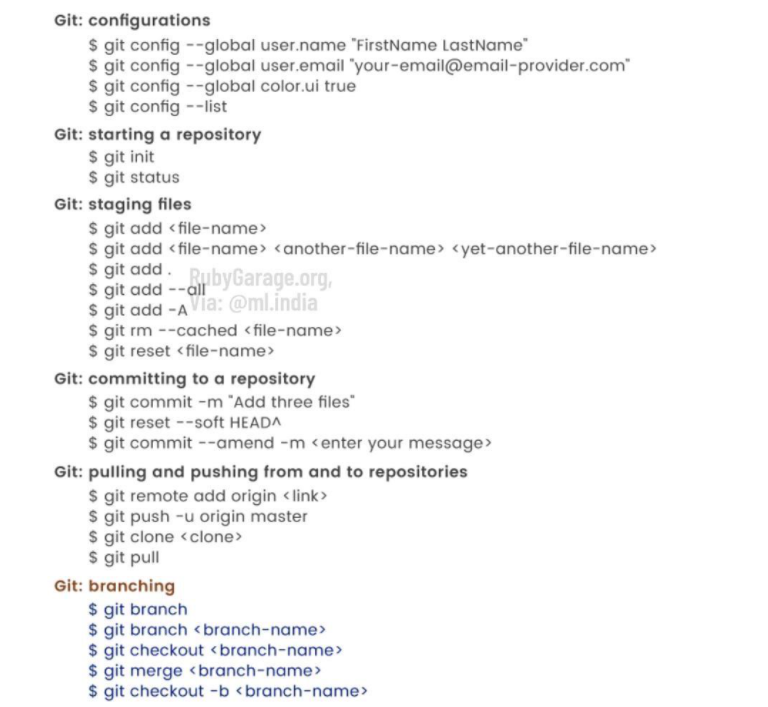 Git: configurations
$ git config --global user.name "FirstName LastName"
$ git config --global user.email "your-email@email-provider.com"
$ git config --global color.ui true
$ git config --list
Git: starting a repository
$ git init
$ git status
Git: staging files
$ git add <file-name>
$ git add <file-name> <another-file-name> <yet-another-file-name>
$ git add .
$ git add --all
$ git add -A
RubyGarage.org,
Via: @ml.india
$ git rm --cached <file-name>
$ git reset <file-name>
Git: committing to a repository
$ git commit -m "Add three files"
$ git reset --soft HEAD^
$ git commit --amend -m <enter your message>
Git: pulling and pushing from and to repositories
$ git remote add origin <link>
$ git push -u origin master
$ git clone <clone>
$ git pull
Git: branching
$ git branch
$ git branch <branch-name>
$ git checkout <branch-name>
$ git merge <branch-name>
$ git checkout -b <branch-name>